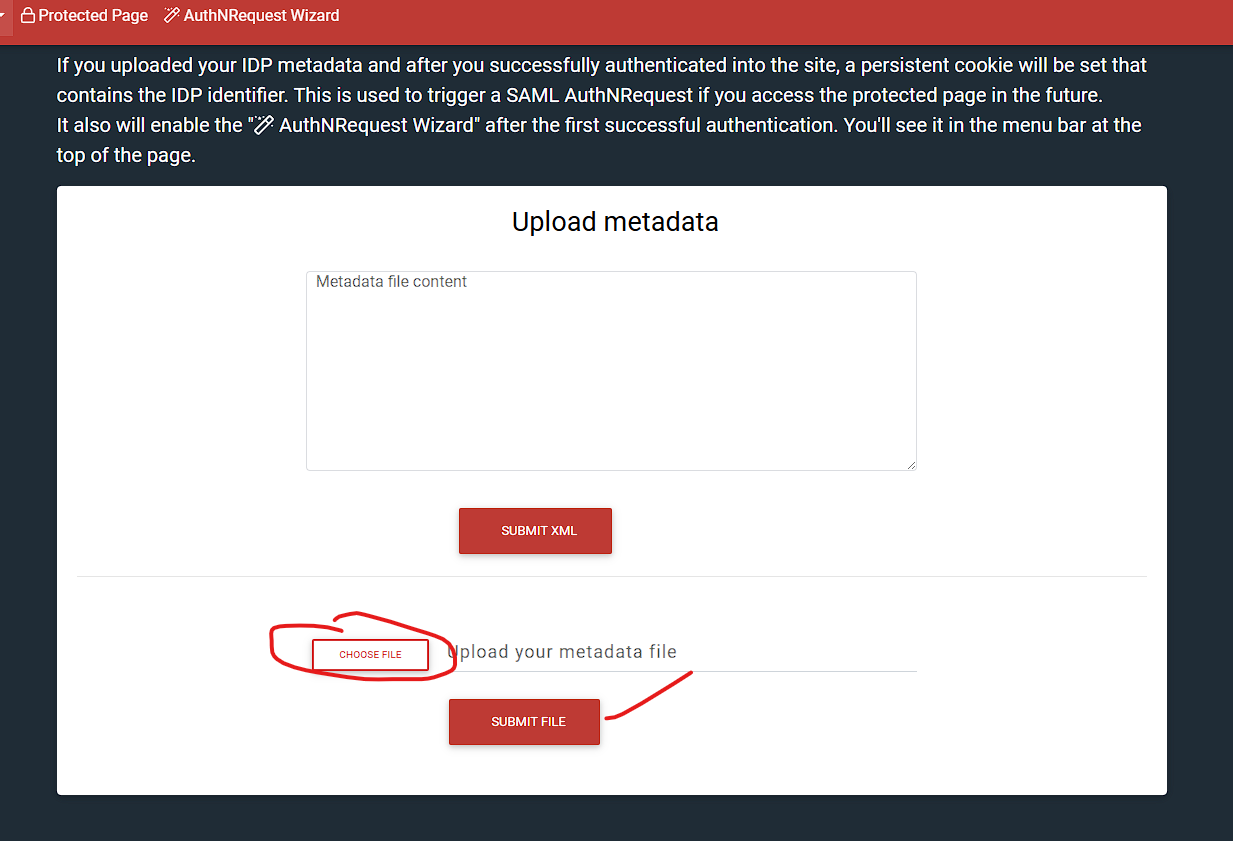 Protected Page AuthNRequest Wizard
If you uploaded your IDP metadata and after you successfully authenticated into the site, a persistent cookie will be set that
contains the IDP identifier. This is used to trigger a SAML AuthNRequest if you access the protected page in the future.
It also will enable the " AuthNRequest Wizard" after the first successful authentication. You'll see it in the menu bar at the
top of the page.
Upload metadata
Metadata file content
SUBMIT XML
CHOOSE FILE Upload your metadata file
SUBMIT FILE